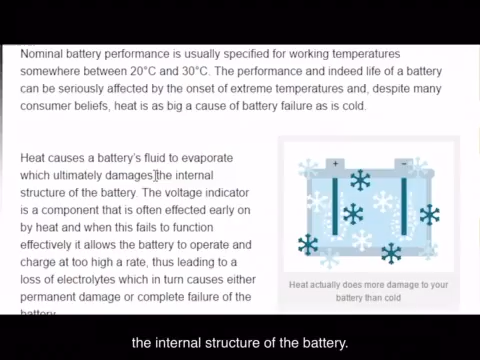 Nominal battery performance is usually specified for working temperatures
somewhere between 20°C and 30°C. The performance and indeed life of a battery
can be seriously affected by the onset of extreme temperatures and, despite many
consumer beliefs, heat is as big a cause of battery failure as is cold.
Heat causes a battery's fluid to evaporate
which ultimately damages the internal
structure of the battery. The voltage indicator
is a component that is often effected early on
by heat and when this fails to function
effectively it allows the battery to operate and
charge at too high a rate, thus leading to a
loss of electrolytes which in turn causes either
permanent damage or complete failure of the
battery.
+ −
Heat actually does more damage to your
battery than cold
the internal structure of the battery.